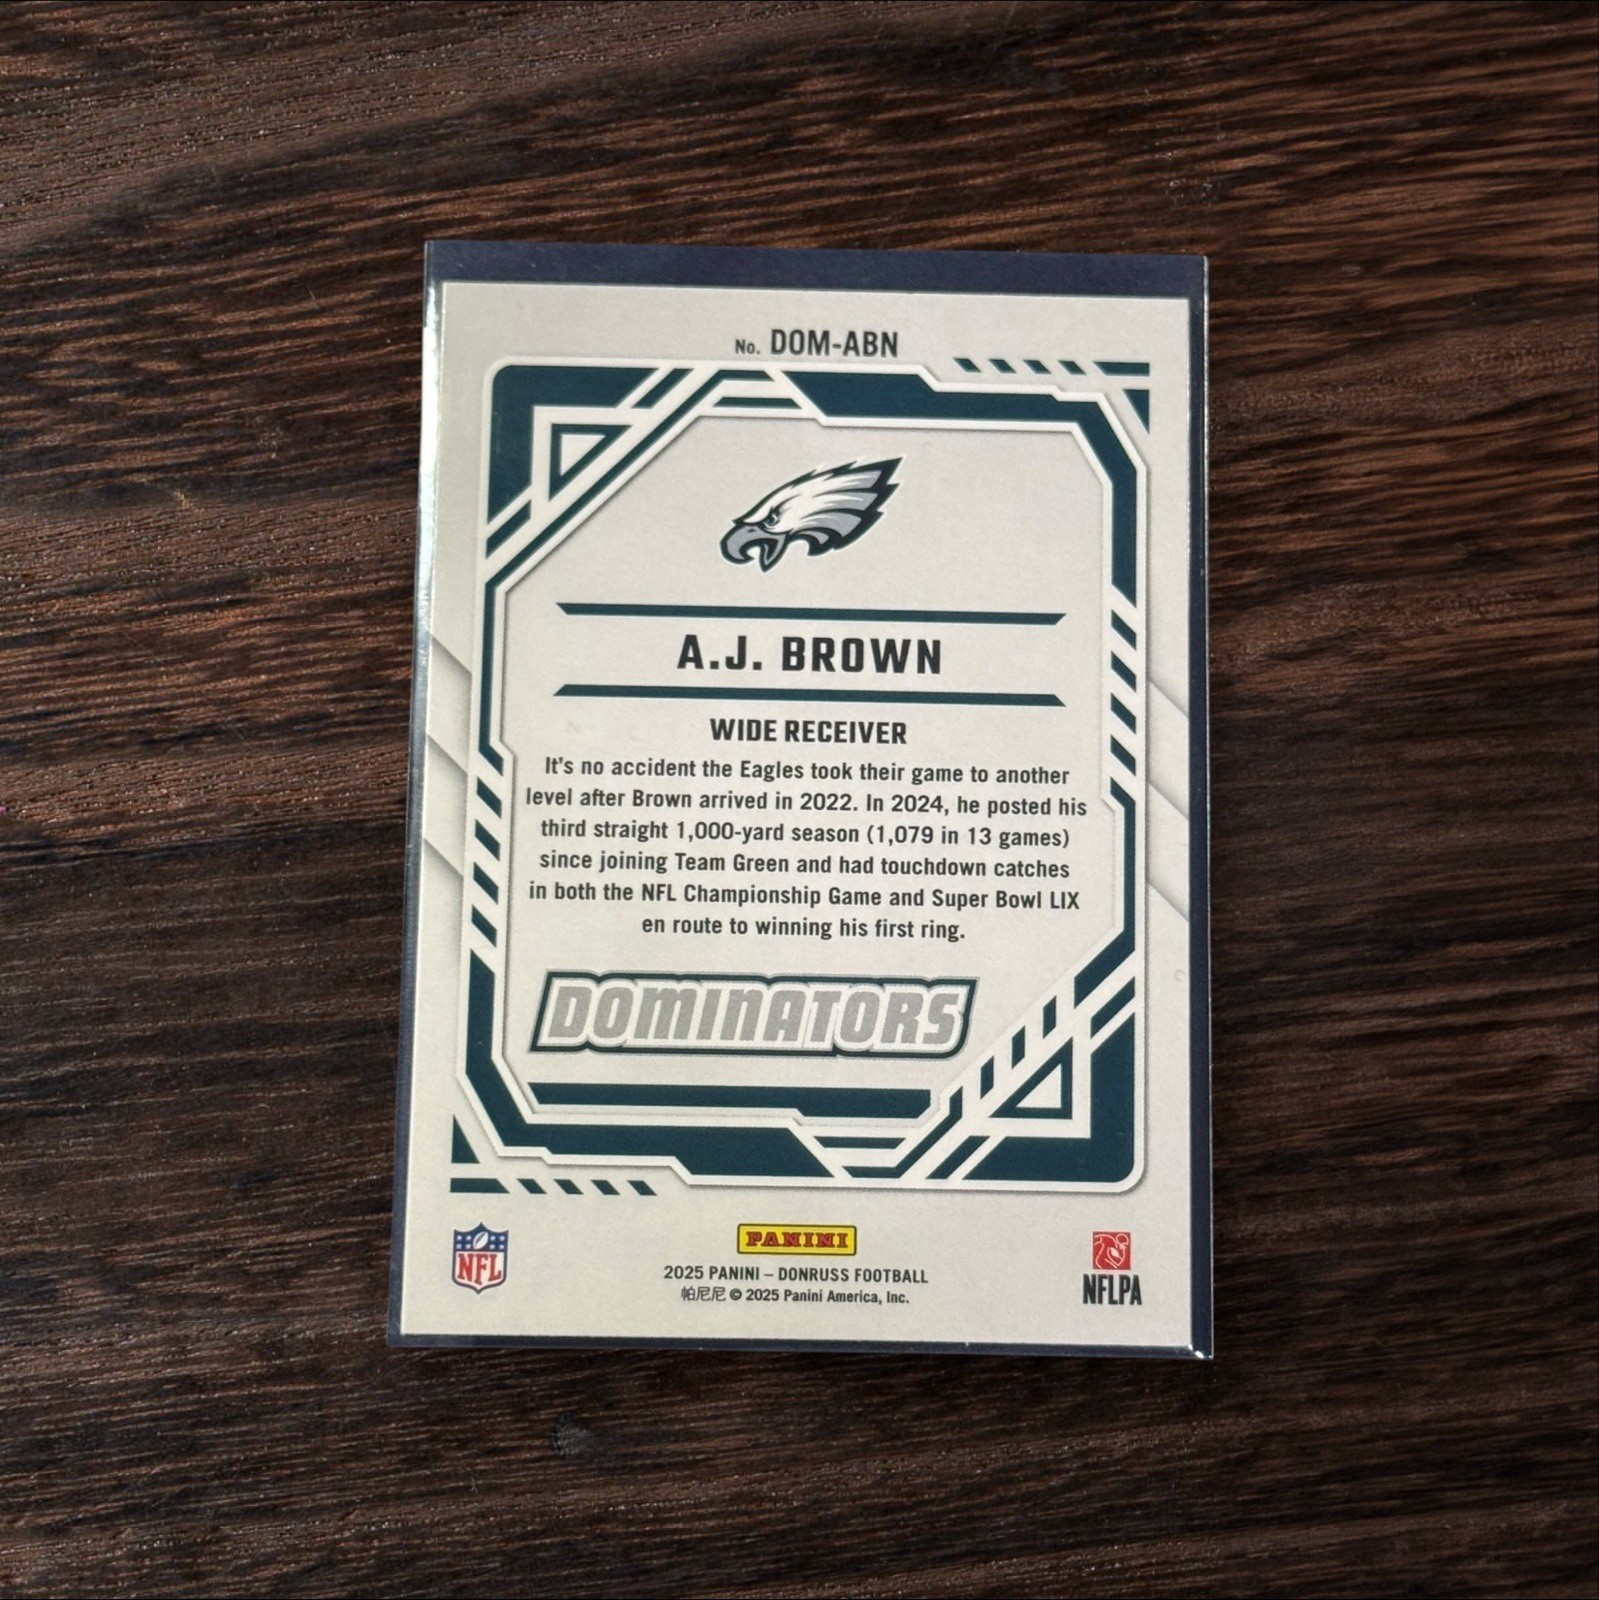 No. DOM-ABN
A.J. BROWN
WIDE RECEIVER
It's no accident the Eagles took their game to another
level after Brown arrived in 2022. In 2024, he posted his
third straight 1,000-yard season (1,079 in 13 games)
since joining Team Green and had touchdown catches
in both the NFL Championship Game and Super Bowl LIX
en route to winning his first ring.
DOMINATORS
NFL
PANINI
2025 PANINI – DONRUSS FOOTBALL
帕尼尼 © 2025 Panini America, Inc.
NFLPA